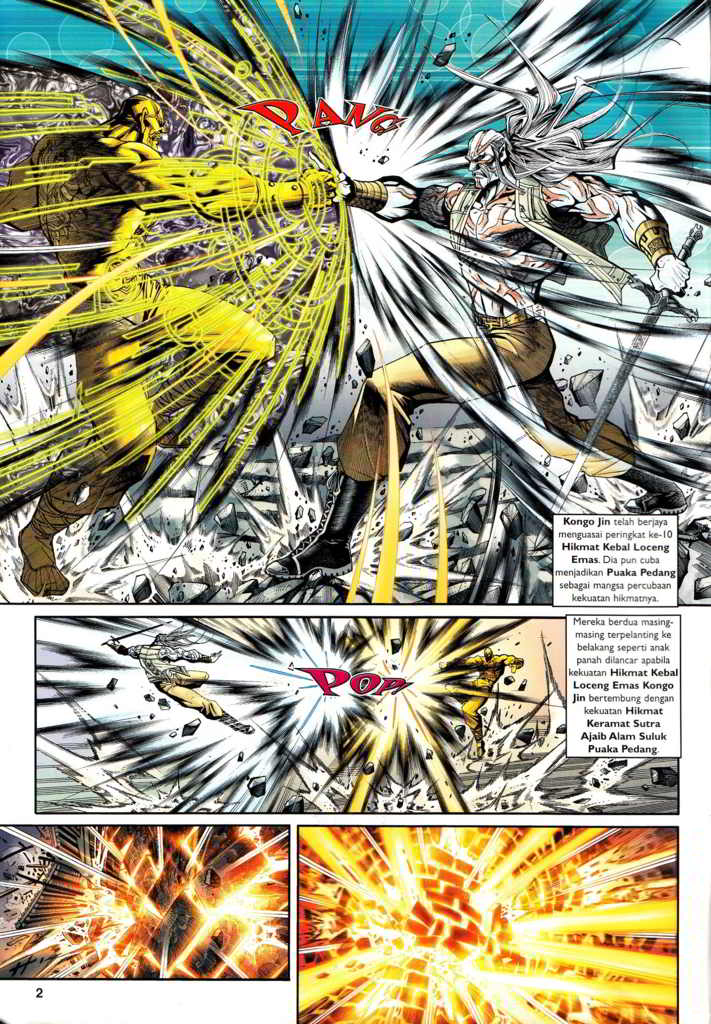 PANG
Kongo Jin telah berjaya
menguasai peringkat ke-10
Hikmat Kebal Loceng
Emas. Dia pun cuba
menjadikan Puaka Pedang
sebagai mangsa percubaan
kekuatan hikmatnya.
POP
Mereka berdua masing-
masing terpelanting ke
belakang seperti anak
panah dilancar apabila
kekuatan Hikmat Kebal
Loceng Emas Kongo
Jin bertembung dengan
kekuatan Hikmat
Keramat Sutra
Ajaib Alam Suluk
Puaka Pedang.
2